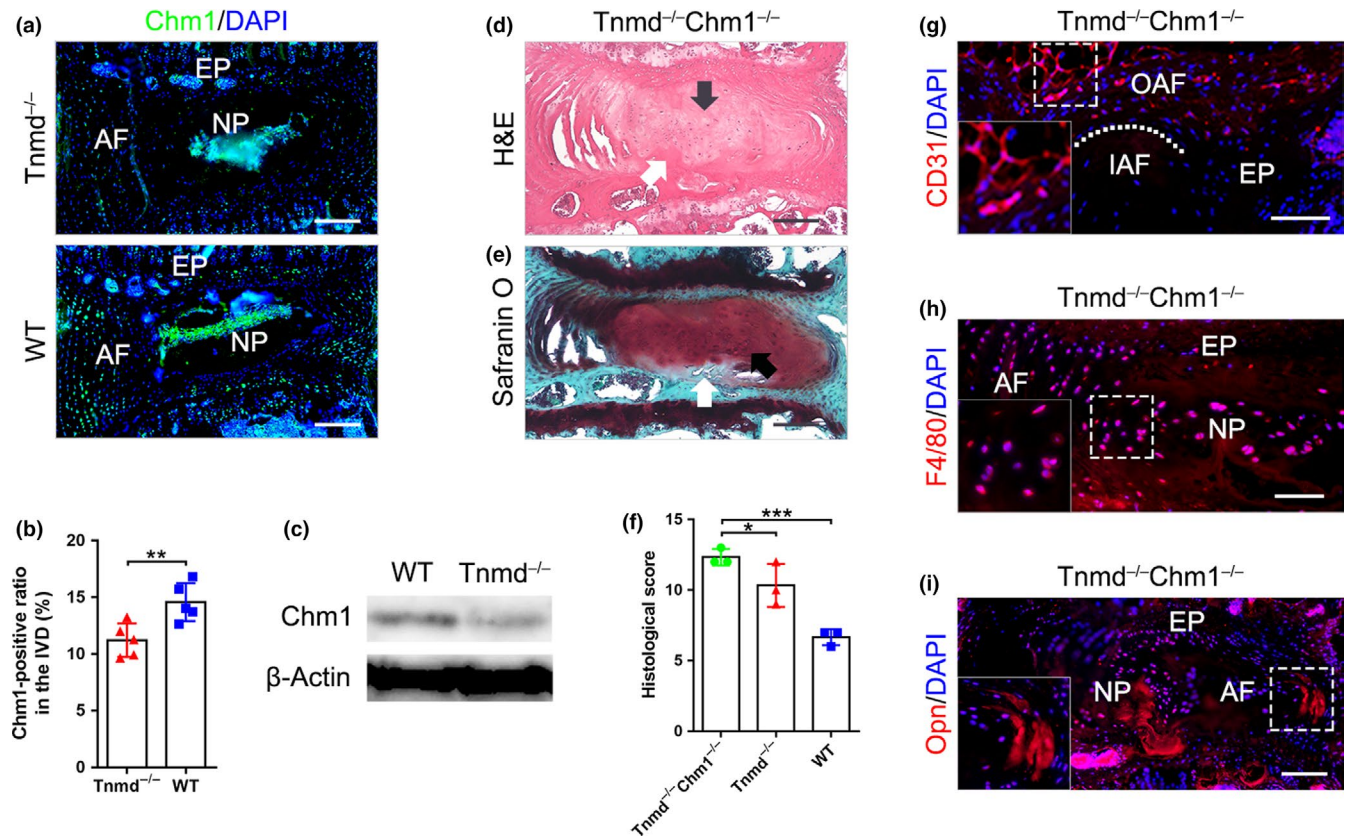 (a)
Chm1/DAPI
Tnmd−/−
EP
NP
AF
WT
EP
AF
NP
(b)
Chm1-positive ratio
in the IVD (%)
20
15
10
5
0
**
Tnmd−/−
WT
(c)
WT Tnmd−/−
Chm1
β-Actin
(d)
Tnmd−/−Chm1−/−
H&E
(e)
Safranin O
(f)
Histological score
15
10
5
0
***
*
Tnmd−/−Chm1−/−
Tnmd−/−
WT
(g)
Tnmd−/−Chm1−/−
CD31/DAPI
OAF
IAF
EP
(h)
Tnmd−/−Chm1−/−
F4/80/DAPI
EP
AF
NP
(i)
Tnmd−/−Chm1−/−
Opn/DAPI
EP
NP
AF